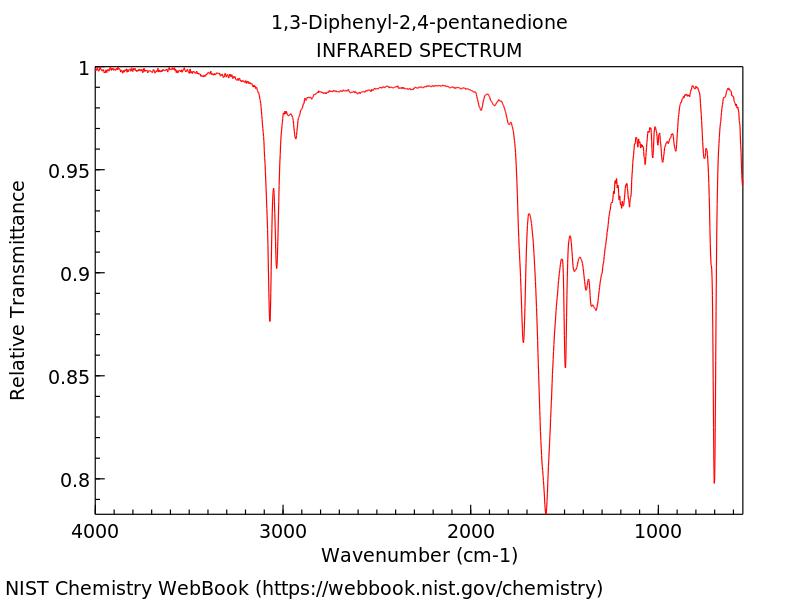 1,3-Diphenyl-2,4-pentanedione
INFRARED SPECTRUM
1
0.95
0.9
0.85
0.8
Relative Transmittance
4000 3000 2000 1000
Wavenumber (cm-1)
NIST Chemistry WebBook (https://webbook.nist.gov/chemistry)